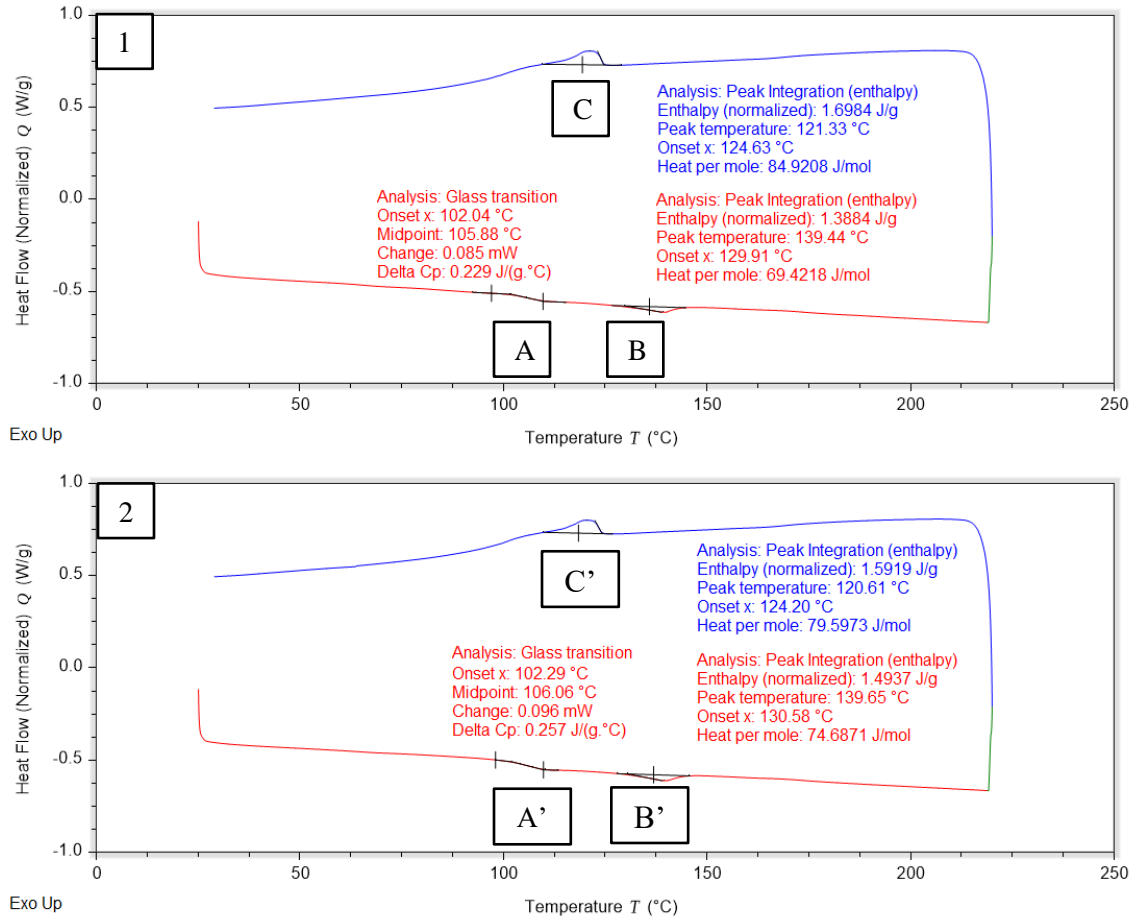 1
1.0
0.5
0.0
-0.5
-1.0
Heat Flow (Normalized) Q (W/g)
C
Analysis: Peak Integration (enthalpy)
Enthalpy (normalized): 1.6984 J/g
Peak temperature: 121.33 °C
Onset x: 124.63 °C
Heat per mole: 84.9208 J/mol
Analysis: Glass transition
Onset x: 102.04 °C
Midpoint: 105.88 °C
Change: 0.085 mW
Delta Cp: 0.229 J/(g.°C)
Analysis: Peak Integration (enthalpy)
Enthalpy (normalized): 1.3884 J/g
Peak temperature: 139.44 °C
Onset x: 129.91 °C
Heat per mole: 69.4218 J/mol
A
B
0 50 100 150 200 250
Exo Up
Temperature T (°C)
2
1.0
0.5
0.0
-0.5
-1.0
Heat Flow (Normalized) Q (W/g)
C’
Analysis: Peak Integration (enthalpy)
Enthalpy (normalized): 1.5919 J/g
Peak temperature: 120.61 °C
Onset x: 124.20 °C
Heat per mole: 79.5973 J/mol
Analysis: Glass transition
Onset x: 102.29 °C
Midpoint: 106.06 °C
Change: 0.096 mW
Delta Cp: 0.257 J/(g.°C)
Analysis: Peak Integration (enthalpy)
Enthalpy (normalized): 1.4937 J/g
Peak temperature: 139.65 °C
Onset x: 130.58 °C
Heat per mole: 74.6871 J/mol
A’
B’
0 50 100 150 200 250
Exo Up
Temperature T (°C)